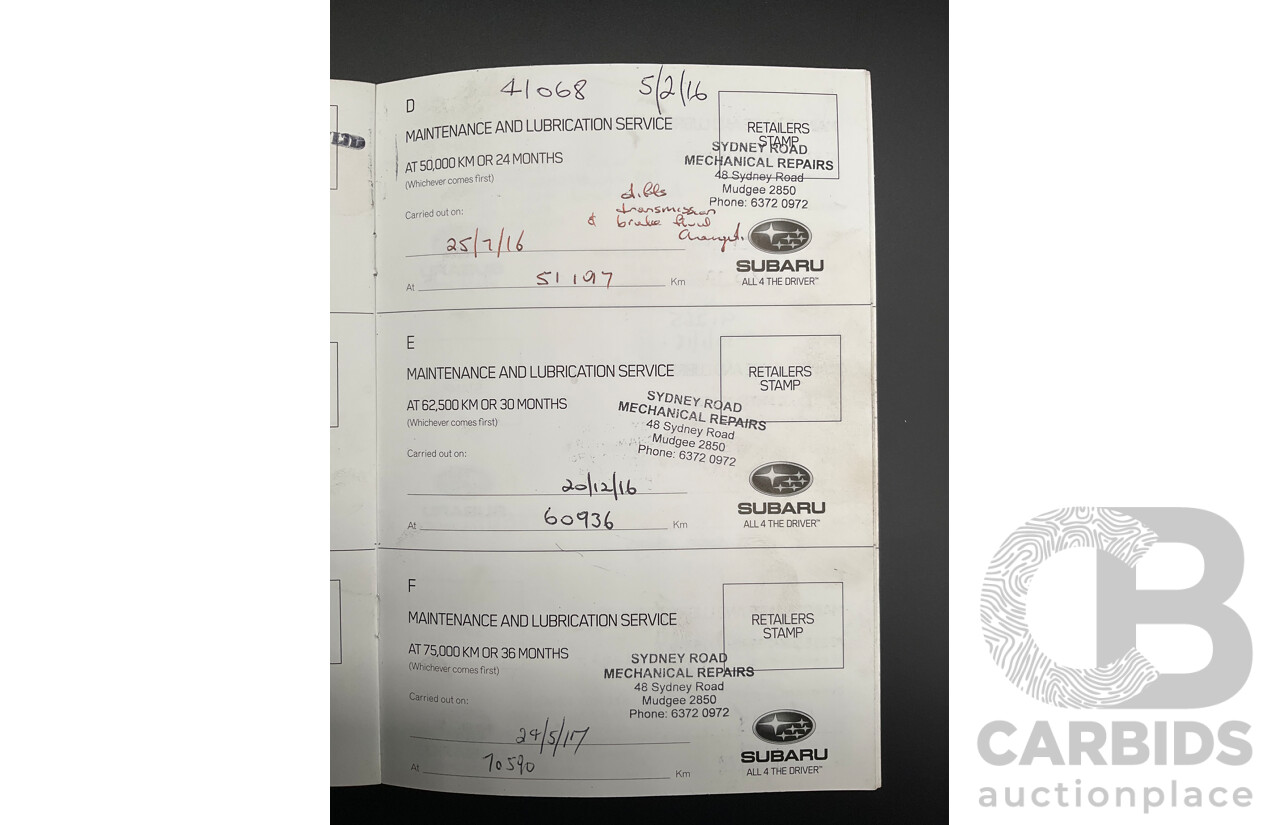 41068 5/2/16
D
MAINTENANCE AND LUBRICATION SERVICE
AT 50,000 KM OR 24 MONTHS
(Whichever comes first)
RETAILERS
STAMP
SYDNEY ROAD
MECHANICAL REPAIRS
48 Sydney Road
Mudgee 2850
Phone: 6372 0972
transmission
& brake fluid
Carried out on:
25/7/16
At 51197 Km
SUBARU
ALL 4 THE DRIVER™
E
MAINTENANCE AND LUBRICATION SERVICE
AT 62,500 KM OR 30 MONTHS
(Whichever comes first)
RETAILERS
STAMP
SYDNEY ROAD
MECHANICAL REPAIRS
48 Sydney Road
Mudgee 2850
Phone: 6372 0972
Carried out on:
20/12/16
At 60936 Km
SUBARU
ALL 4 THE DRIVER™
F
MAINTENANCE AND LUBRICATION SERVICE
AT 75,000 KM OR 36 MONTHS
(Whichever comes first)
RETAILERS
STAMP
SYDNEY ROAD
MECHANICAL REPAIRS
48 Sydney Road
Mudgee 2850
Phone: 6372 0972
Carried out on:
24/5/17
At 70590 Km
SUBARU
ALL 4 THE DRIVER™
CB
CARBIDS
auctionplace